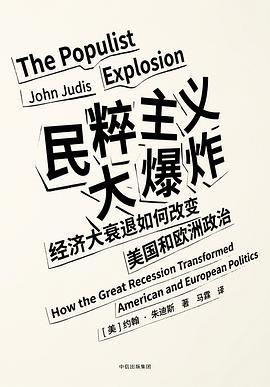 The Populist
Explosion
John Judis
民粹主义
大爆炸
经济大衰退如何改变
美国和欧洲政治
How the Great Recession Transformed
American and European Politics
[美]约翰·朱迪斯 著 马霖 译
中信出版集团